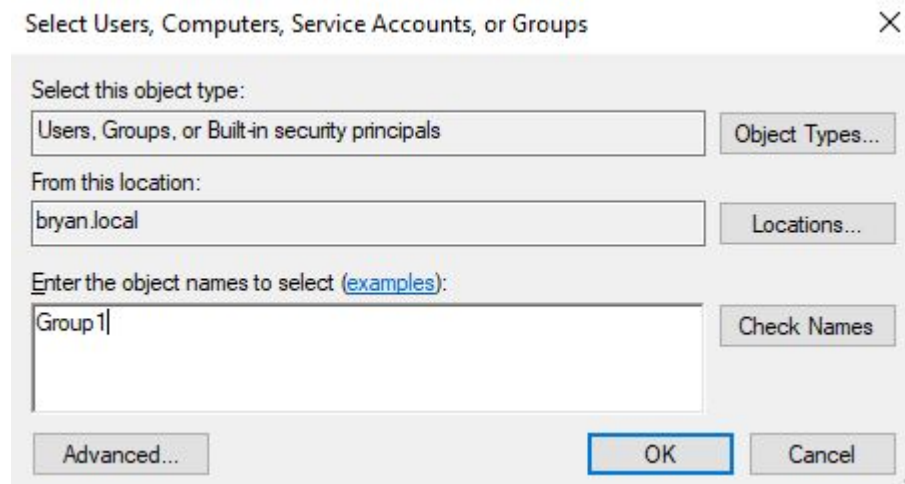 Select Users, Computers, Service Accounts, or Groups
Select this object type:
Users, Groups, or Built-in security principals
Object Types...
From this location:
bryan.local
Locations...
Enter the object names to select (examples):
Group1
Check Names
Advanced...
OK
Cancel